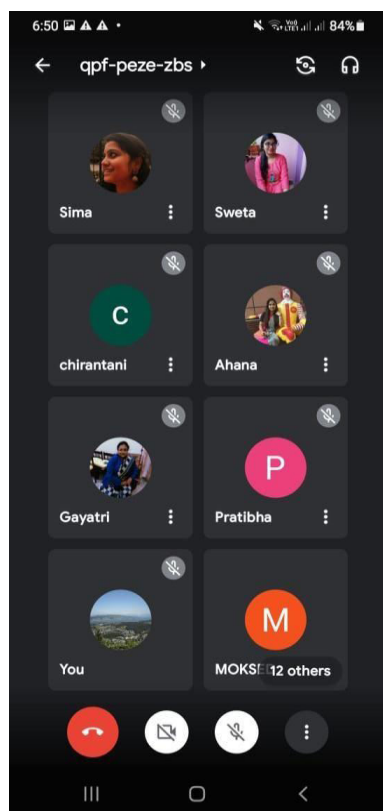 6:50 84%
qpf-peze-zbs
Sima Sweta
C
chirantani Ahana
P
Gayatri Pratibha
M
You 12 others